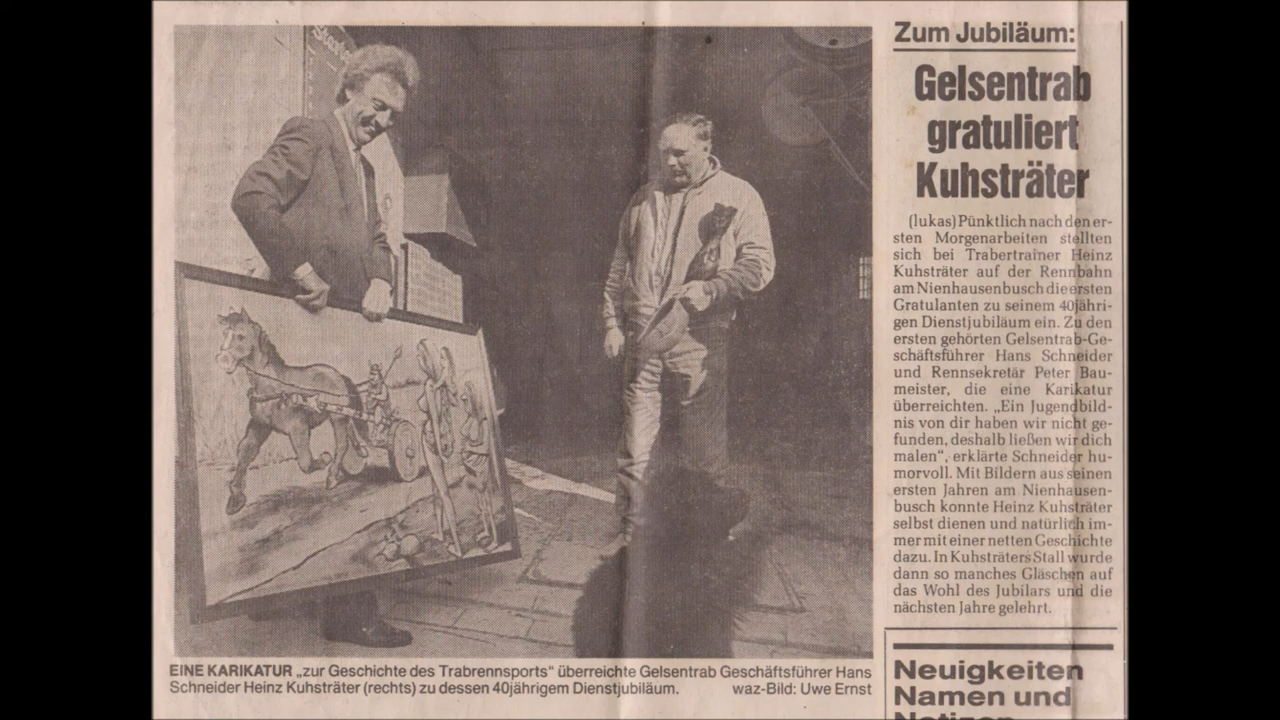 Zum Jubiläum:
Gelsentrab
gratuliert
Kuhsträter
(lukas) Pünktlich nach den er-
sten Morgenarbeiten stellten
sich bei Trabertrainer Heinz
Kuhsträter auf der Rennbahn
am Nienhausenbusch die ersten
Gratulanten zu seinem 40jähri-
gen Dienstjubiläum ein. Zu den
ersten gehörten Gelsentrab-Ge-
schäftsführer Hans Schneider
und Rennsekretär Peter Bau-
meister, die eine Karikatur
überreichten. „Ein Jugendbild-
nis von dir haben wir nicht ge-
funden, deshalb ließen wir dich
malen“, erklärte Schneider hu-
morvoll. Mit Bildern aus seinen
ersten Jahren am Nienhausen-
busch konnte Heinz Kuhsträter
selbst dienen und natürlich im-
mer mit einer netten Geschichte
dazu. In Kuhsträters Stall wurde
dann so manches Gläschen auf
das Wohl des Jubilars und die
nächsten Jahre gelehrt.
EINE KARIKATUR „zur Geschichte des Trabrennsports“ überreichte Gelsentrab Geschäftsführer Hans
Schneider Heinz Kuhsträter (rechts) zu dessen 40jährigem Dienstjubiläum. waz-Bild: Uwe Ernst
Neuigkeiten
Namen und
Notizen